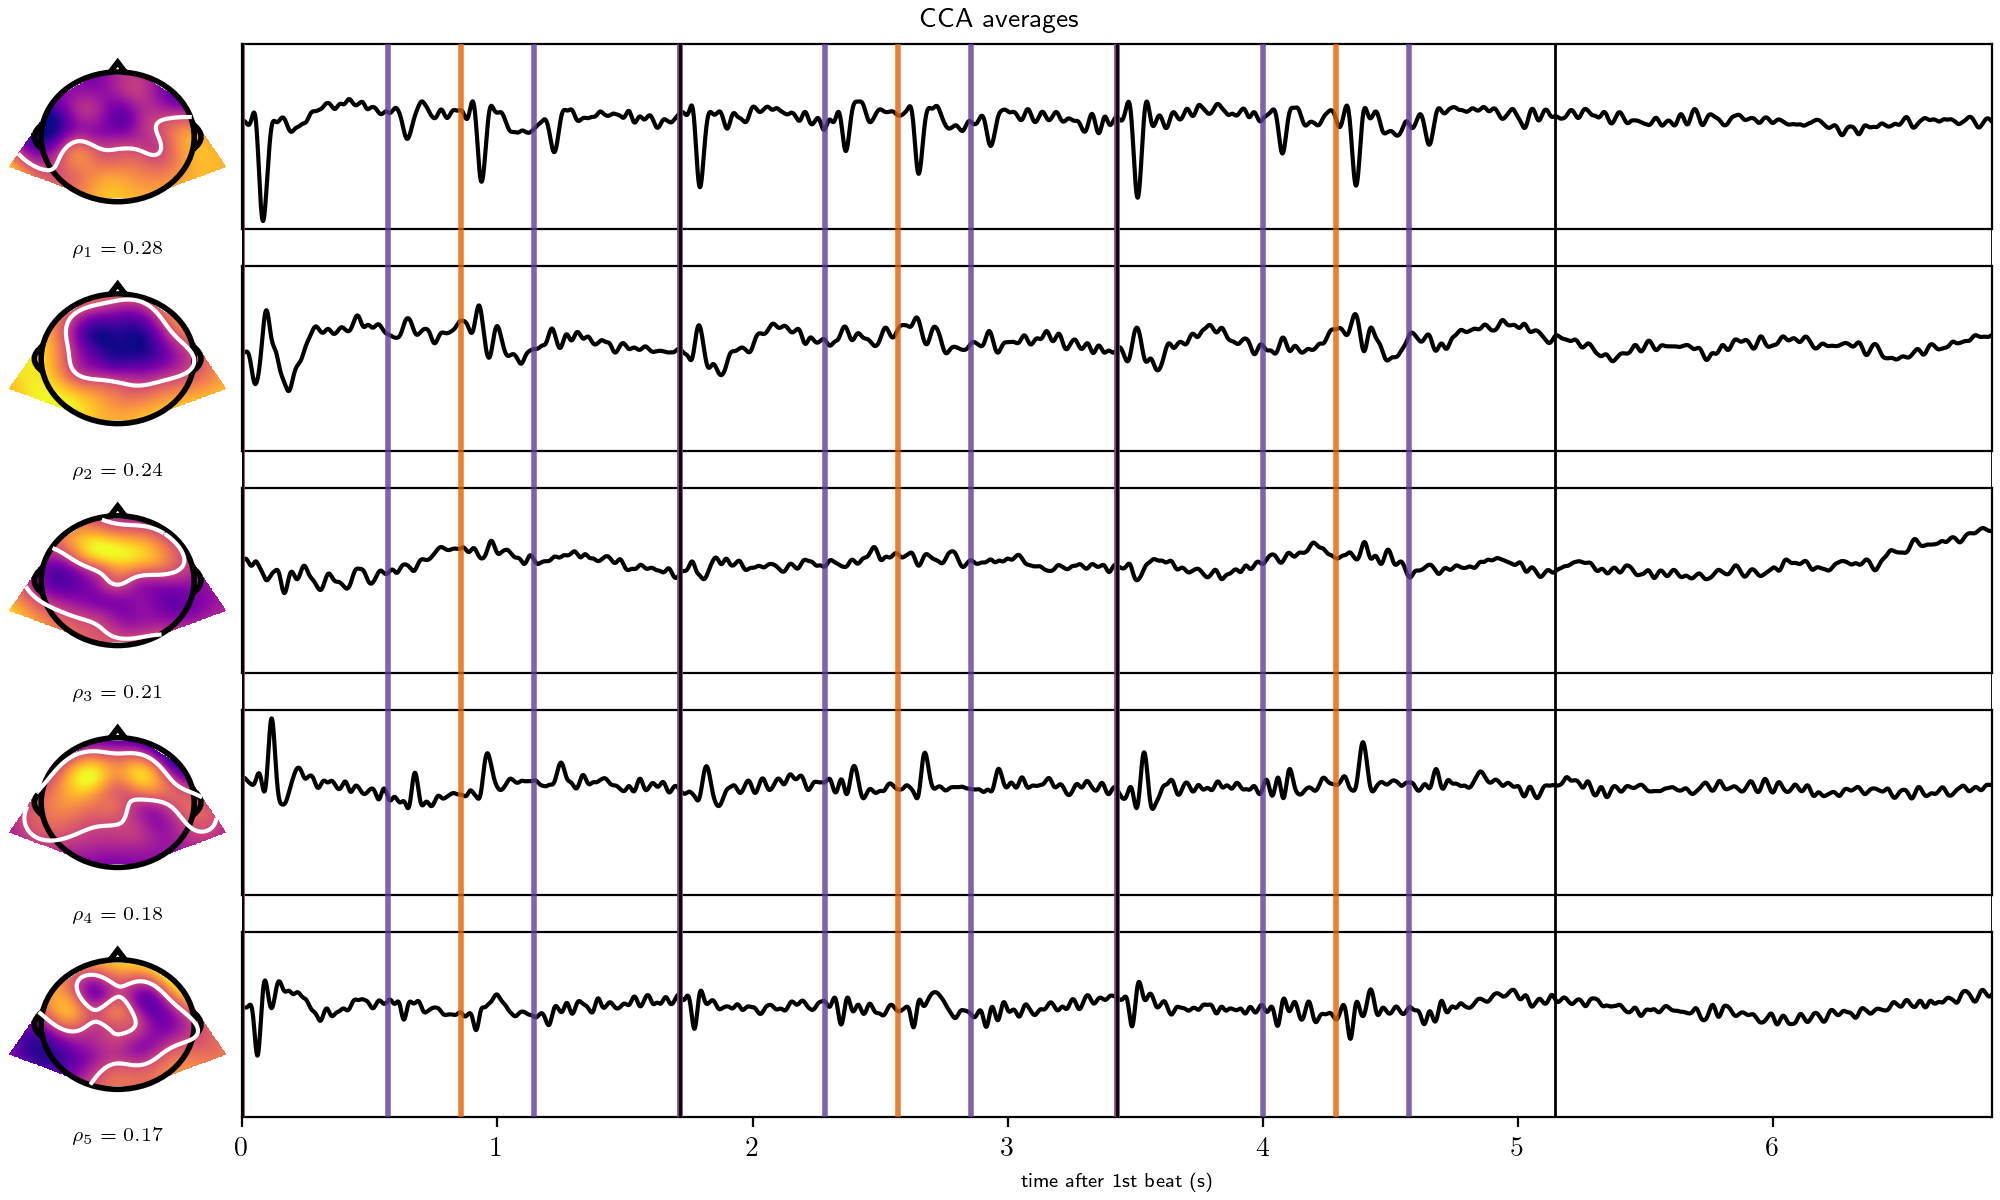 CCA averages
ρ₁ = 0.28
ρ₂ = 0.24
ρ₃ = 0.21
ρ₄ = 0.18
ρ₅ = 0.17
0 1 2 3 4 5 6
time after 1st beat (s)